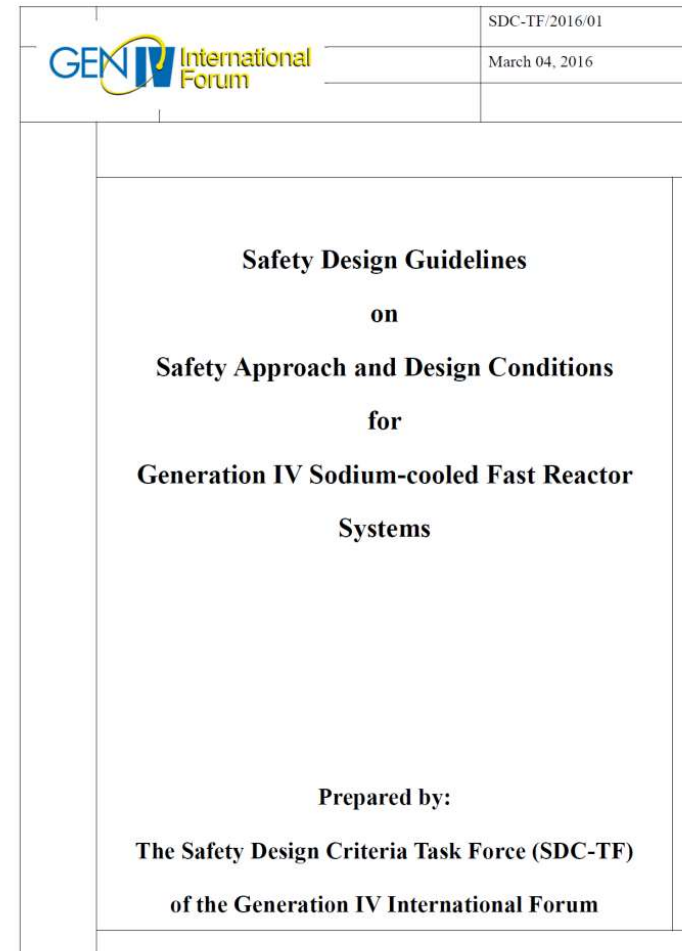 SDC-TF/2016/01
GEN IV International
Forum
March 04, 2016
Safety Design Guidelines
on
Safety Approach and Design Conditions
for
Generation IV Sodium-cooled Fast Reactor
Systems
Prepared by:
The Safety Design Criteria Task Force (SDC-TF)
of the Generation IV International Forum